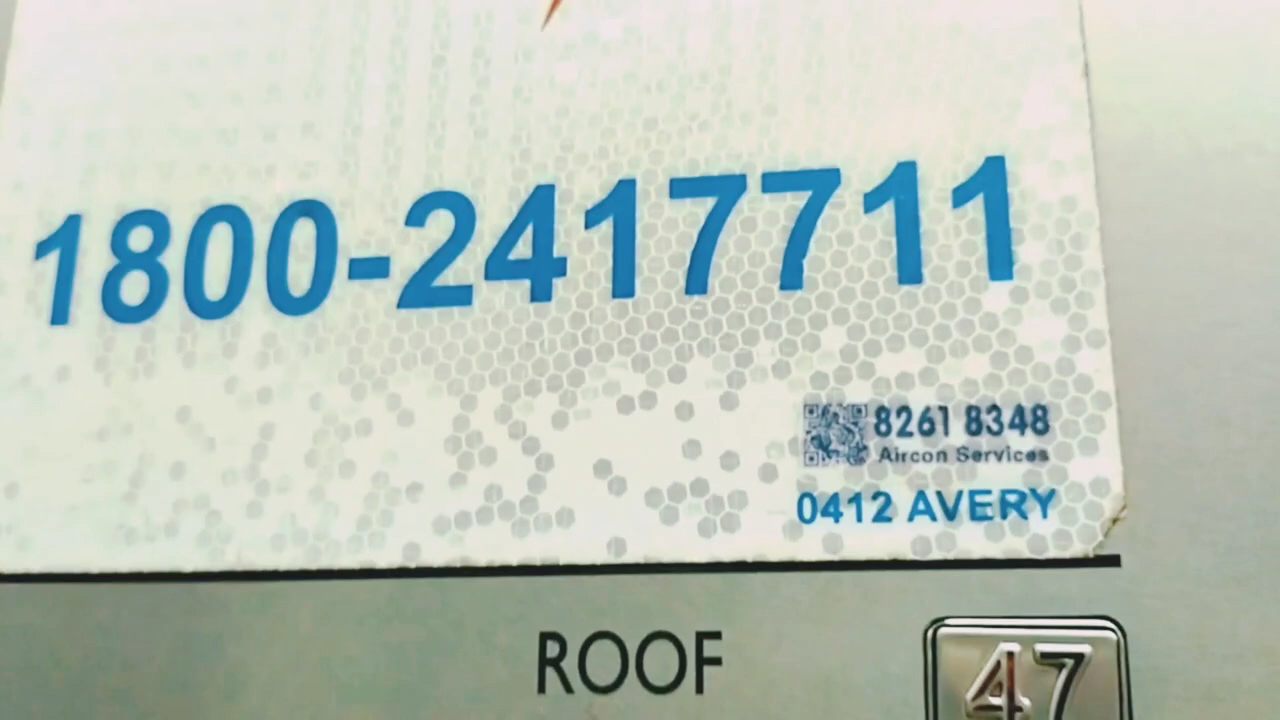 1800-2417711
8261 8348
Aircon Services
0412 AVERY
ROOF
47